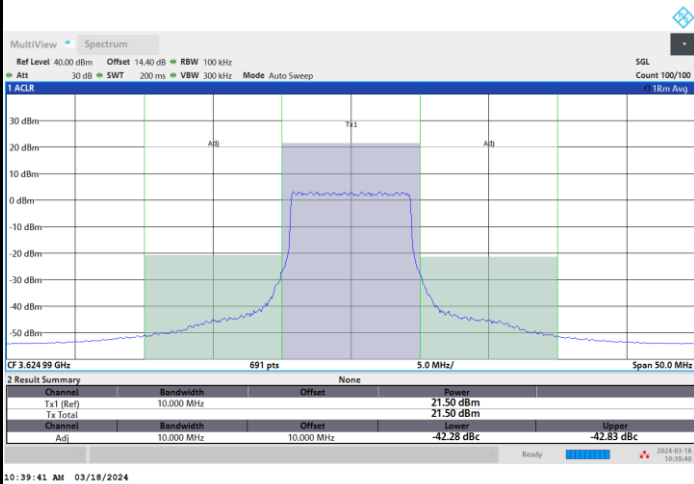 MultiView Spectrum
Ref Level 40.00 dBm Offset 14.40 dB RBW 100 kHz SGL
Att 30 dB SWT 200 ms VBW 300 kHz Mode Auto Sweep Count 100/100
1 ACLR 1Rm Avg
30 dBm
Tx1
20 dBm
Adj Adj
10 dBm
0 dBm
-10 dBm
-20 dBm
-30 dBm
-40 dBm
-50 dBm
CF 3.624 99 GHz 691 pts 5.0 MHz/ Span 50.0 MHz
2 Result Summary None
Channel Bandwidth Offset Power
Tx1 (Ref) 10.000 MHz 21.50 dBm
Tx Total 21.50 dBm
Channel Bandwidth Offset Lower Upper
Adj 10.000 MHz 10.000 MHz -42.28 dBc -42.83 dBc
Ready 2024-03-18
10:39:40
10:39:41 AM 03/18/2024